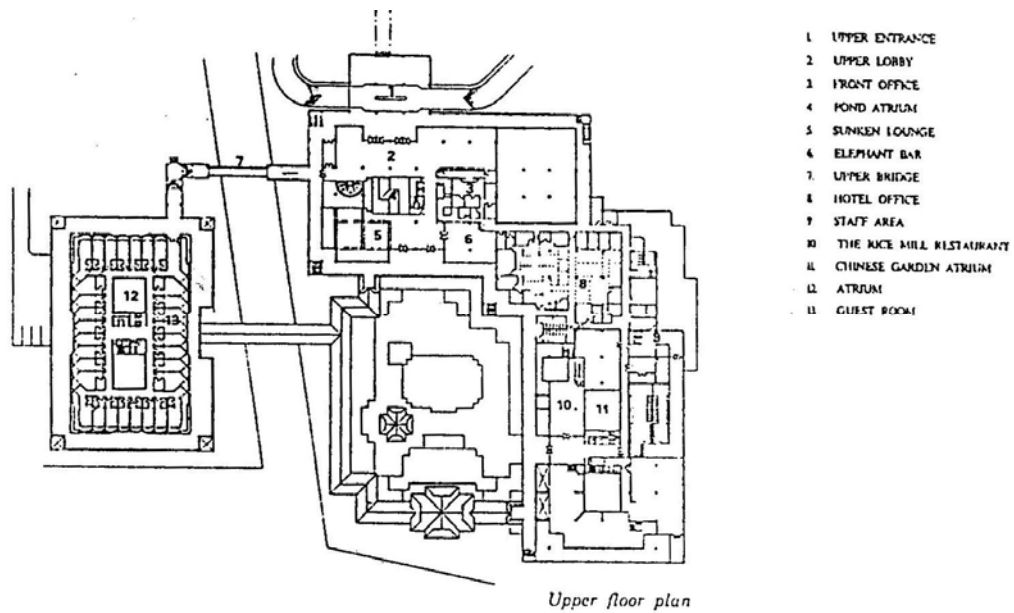 2
7
5
6
8
12
13
10.
11
1 UPPER ENTRANCE
2 UPPER LOBBY
3 FRONT OFFICE
4 POND ATRIUM
5 SUNKEN LOUNGE
6 ELEPHANT BAR
7. UPPER BRIDGE
8 HOTEL OFFICE
9 STAFF AREA
10 THE RICE MILL RESTAURANT
11 CHINESE GARDEN ATRIUM
12 ATRIUM
13 GUEST ROOM
Upper floor plan